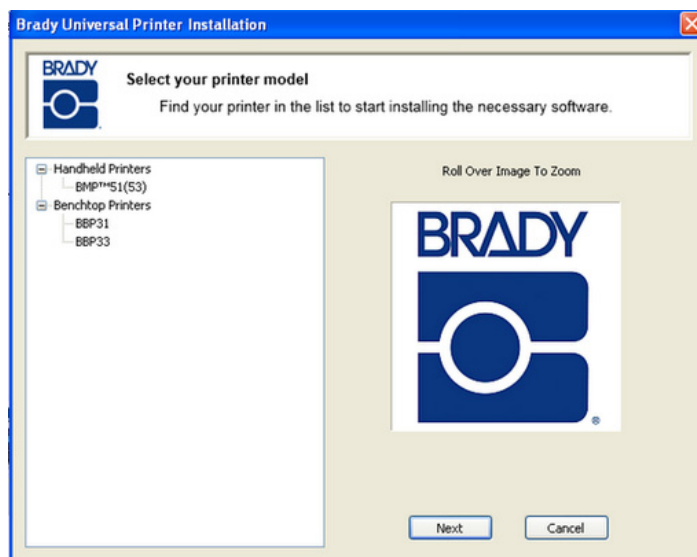 Brady Universal Printer Installation
BRADY
Select your printer model
Find your printer in the list to start installing the necessary software.
Handheld Printers
BMP™51(53)
Benchtop Printers
BBP31
BBP33
Roll Over Image To Zoom
BRADY
®
Next
Cancel